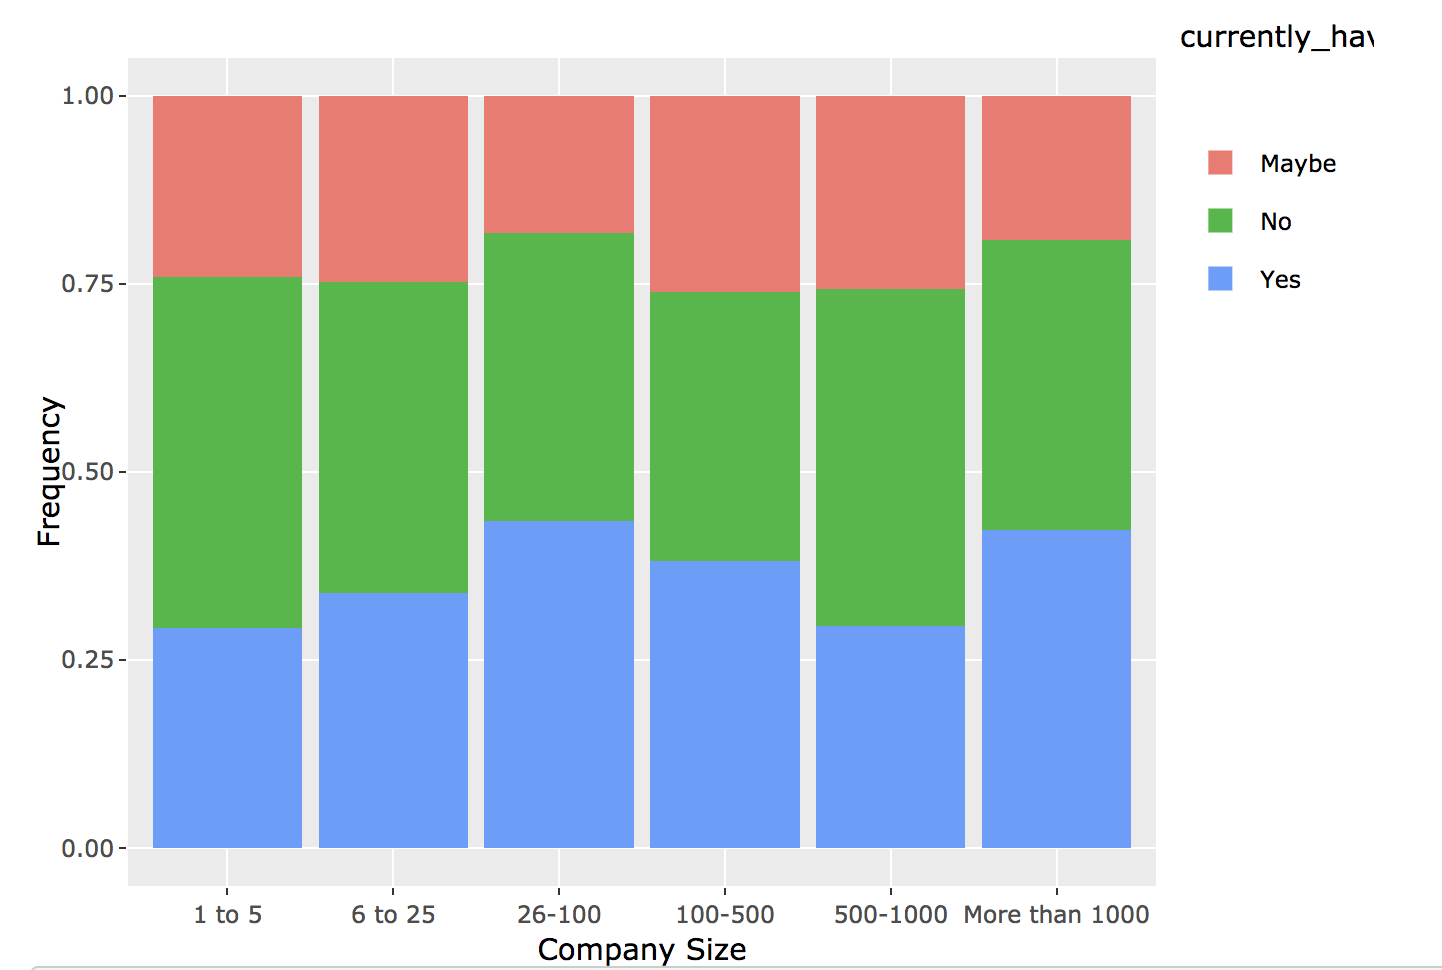 currently_hav
1.00
0.75
0.50
0.25
0.00
Frequency
Maybe
No
Yes
1 to 5 6 to 25 26-100 100-500 500-1000 More than 1000
Company Size